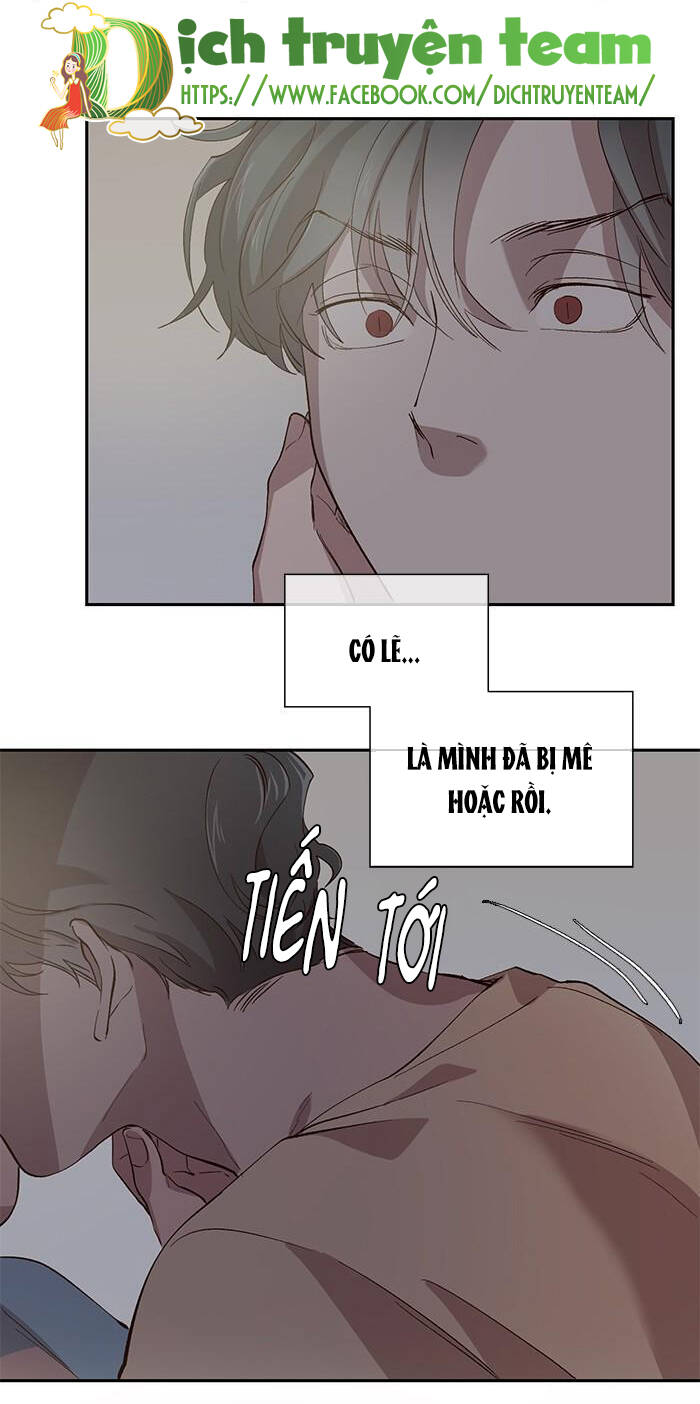 Dịch truyện team
HTTPS://WWW.FACEBOOK.COM/DICHTRUYENTEAM/
CÓ LẼ...
LÀ MÌNH ĐÃ BỊ MÊ
HOẶC RỒI.
TIẾN TỚI